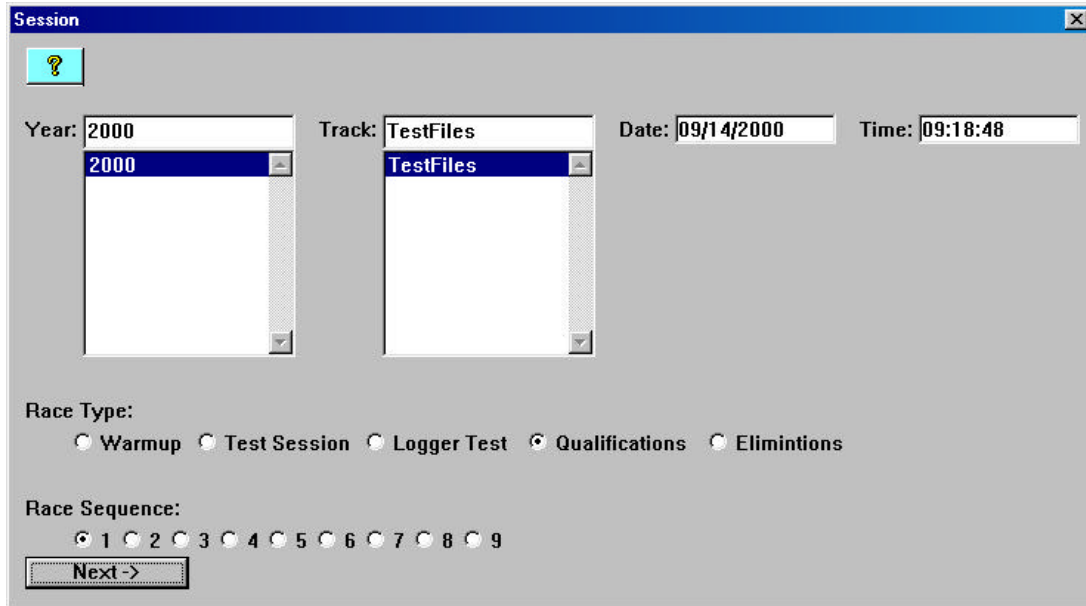 Session
?
Year: 2000 Track: TestFiles Date: 09/14/2000 Time: 09:18:48
2000 TestFiles
Race Type:
Warmup Test Session Logger Test Qualifications Elimintions
Race Sequence:
1 2 3 4 5 6 7 8 9
Next ->